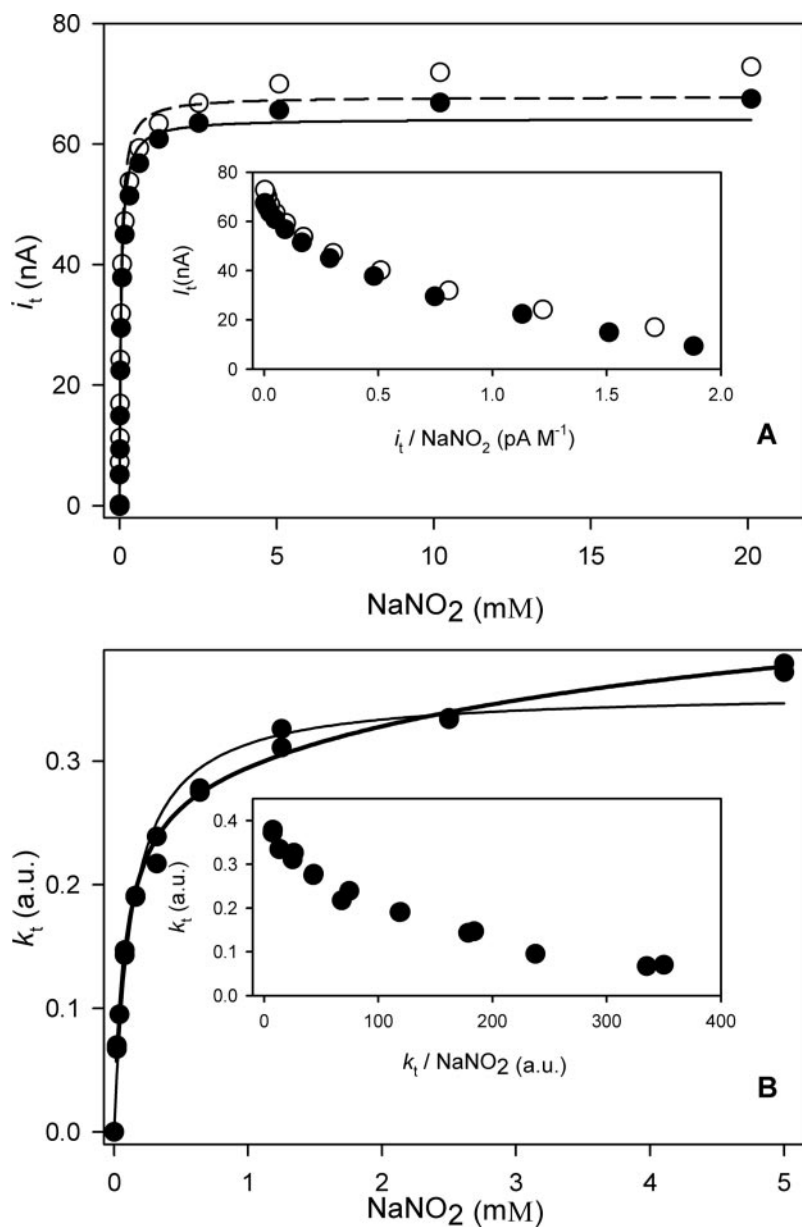 80
60
40
20
0
i_t (nA)
80
60
40
20
0
I_t(nA)
0.0 0.5 1.0 1.5 2.0
i_t / NaNO₂ (pA M⁻¹)
A
0 5 10 15 20
NaNO₂ (mM)
0.3
0.2
0.1
0.0
k_t (a.u.)
0.4
0.3
0.2
0.1
0.0
k_t (a.u.)
0 100 200 300 400
k_t / NaNO₂ (a.u.)
B
0 1 2 3 4 5
NaNO₂ (mM)